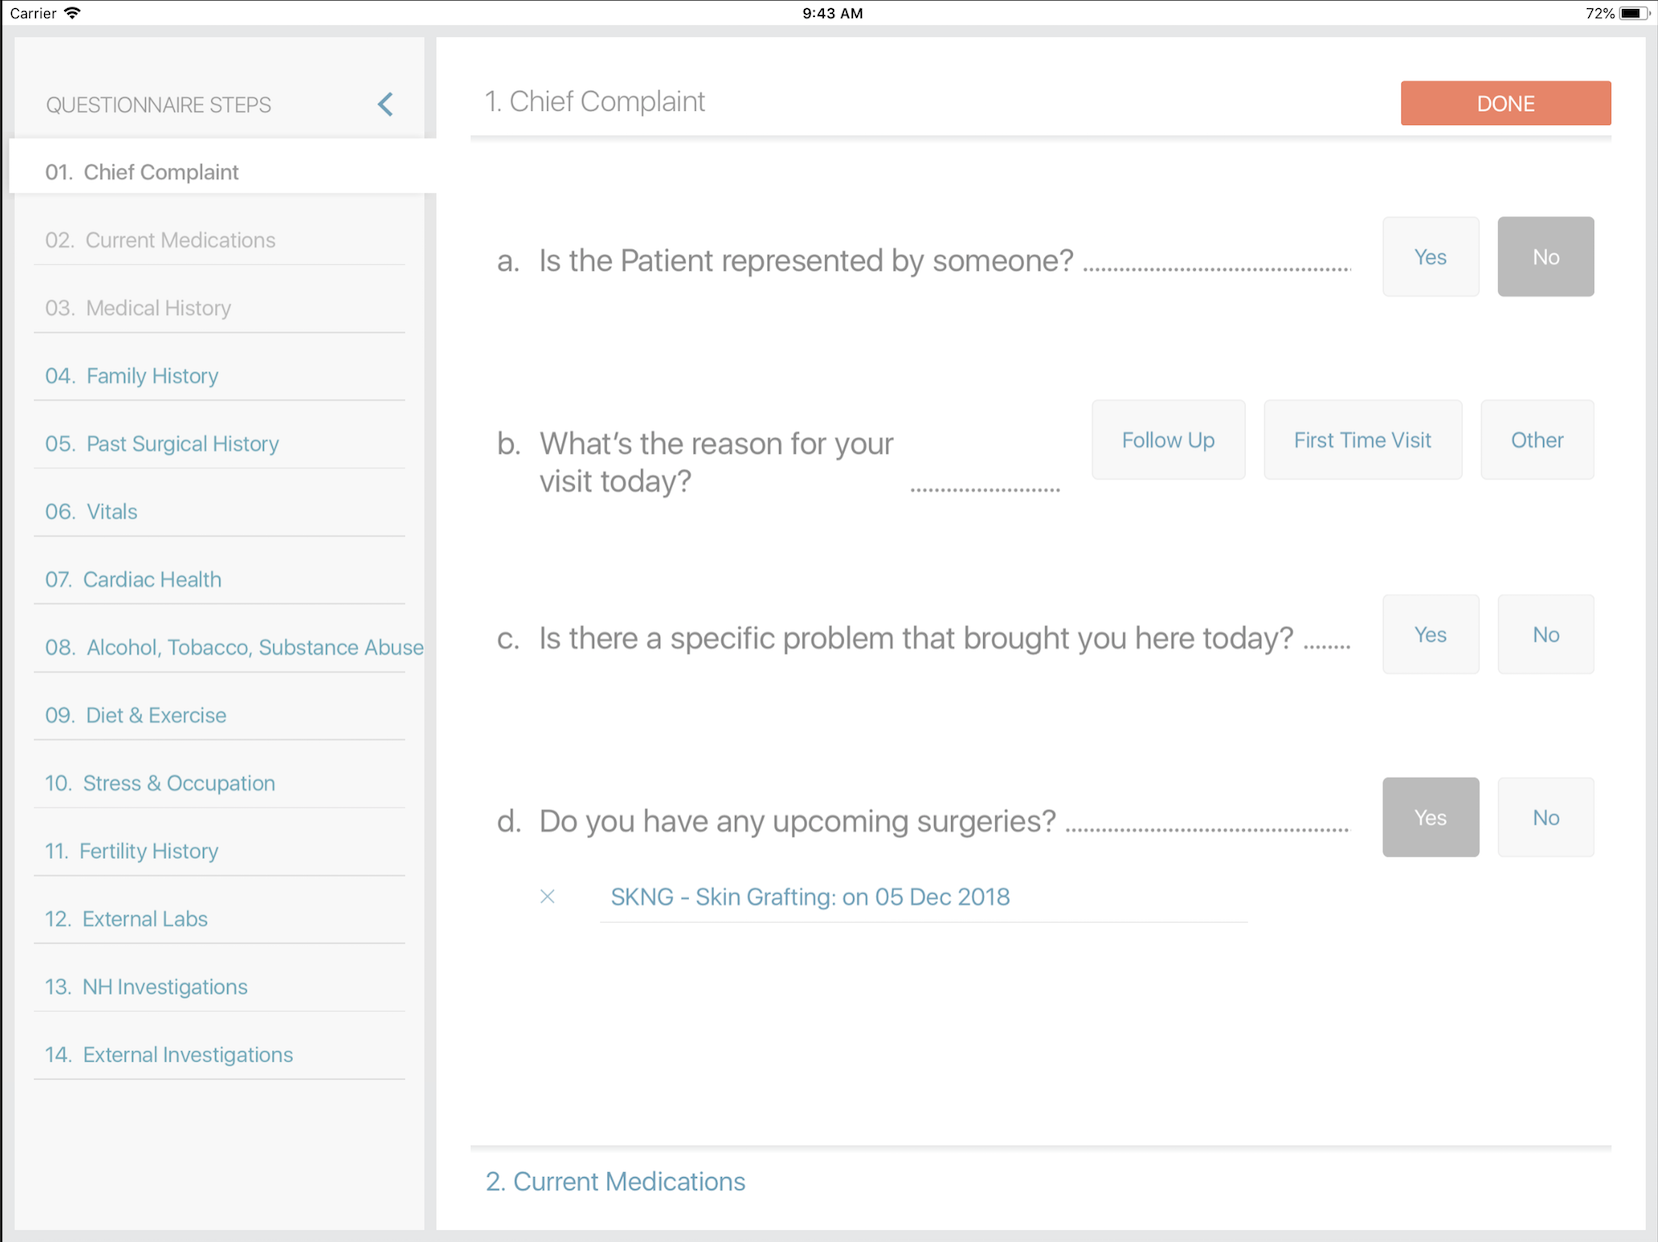 Carrier
9:43 AM
72%
QUESTIONNAIRE STEPS
01. Chief Complaint
02. Current Medications
03. Medical History
04. Family History
05. Past Surgical History
06. Vitals
07. Cardiac Health
08. Alcohol, Tobacco, Substance Abuse
09. Diet & Exercise
10. Stress & Occupation
11. Fertility History
12. External Labs
13. NH Investigations
14. External Investigations
1. Chief Complaint
DONE
a. Is the Patient represented by someone? ............................................
Yes
No
b. What's the reason for your
visit today? .........................
Follow Up
First Time Visit
Other
c. Is there a specific problem that brought you here today? ........
Yes
No
d. Do you have any upcoming surgeries? ...............................................
Yes
No
× SKNG - Skin Grafting: on 05 Dec 2018
2. Current Medications